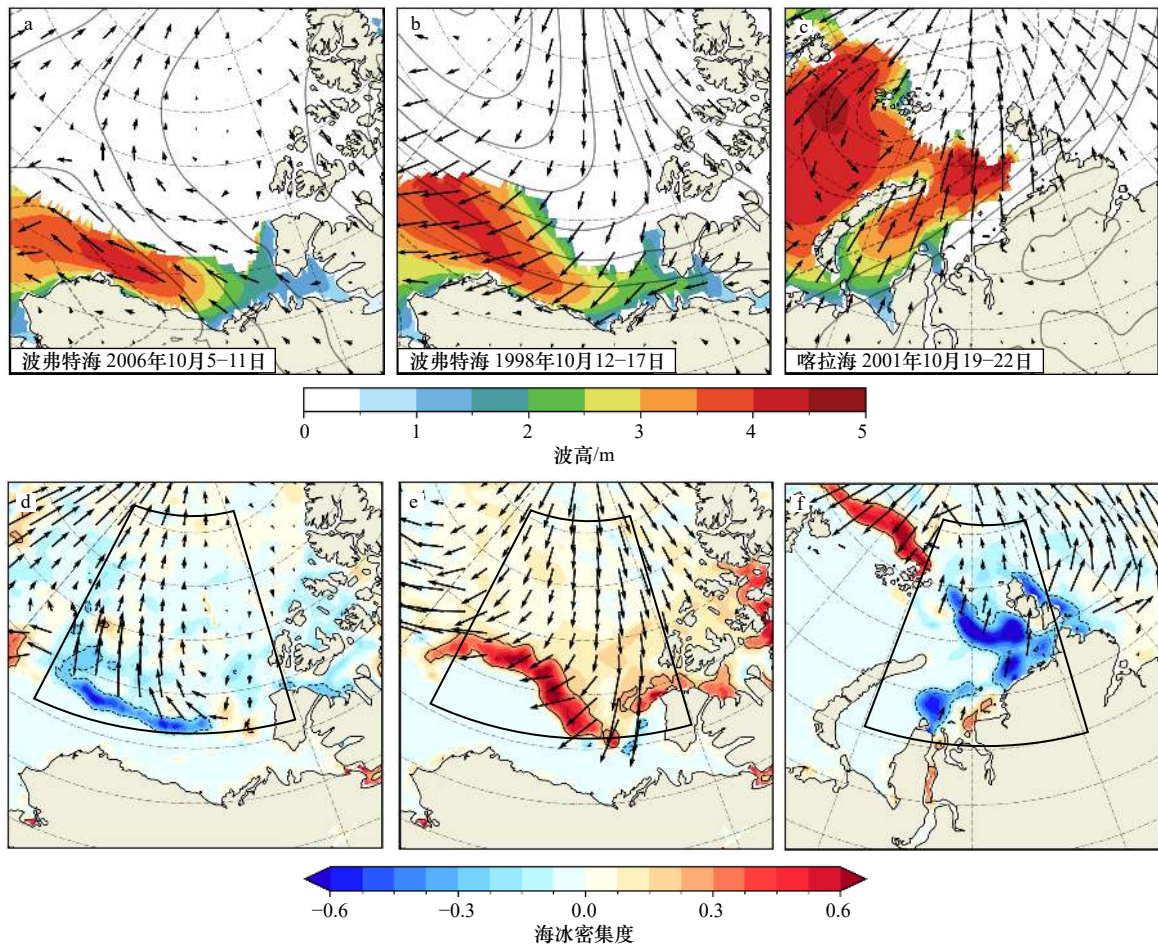 a
b
c
波弗特海 2006年10月5−11日
波弗特海 1998年10月12−17日
喀拉海 2001年10月19−22日
0 1 2 3 4 5
波高/m
d
e
f
−0.6 −0.3 0.0 0.3 0.6
海冰密集度